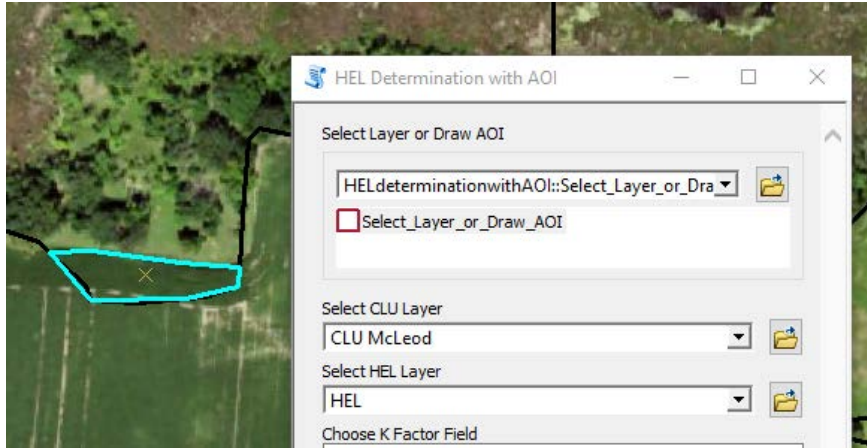 HEL Determination with AOI
Select Layer or Draw AOI
HELdeterminationwithAOI::Select_Layer_or_Dra
Select_Layer_or_Draw_AOI
Select CLU Layer
CLU McLeod
Select HEL Layer
HEL
Choose K Factor Field